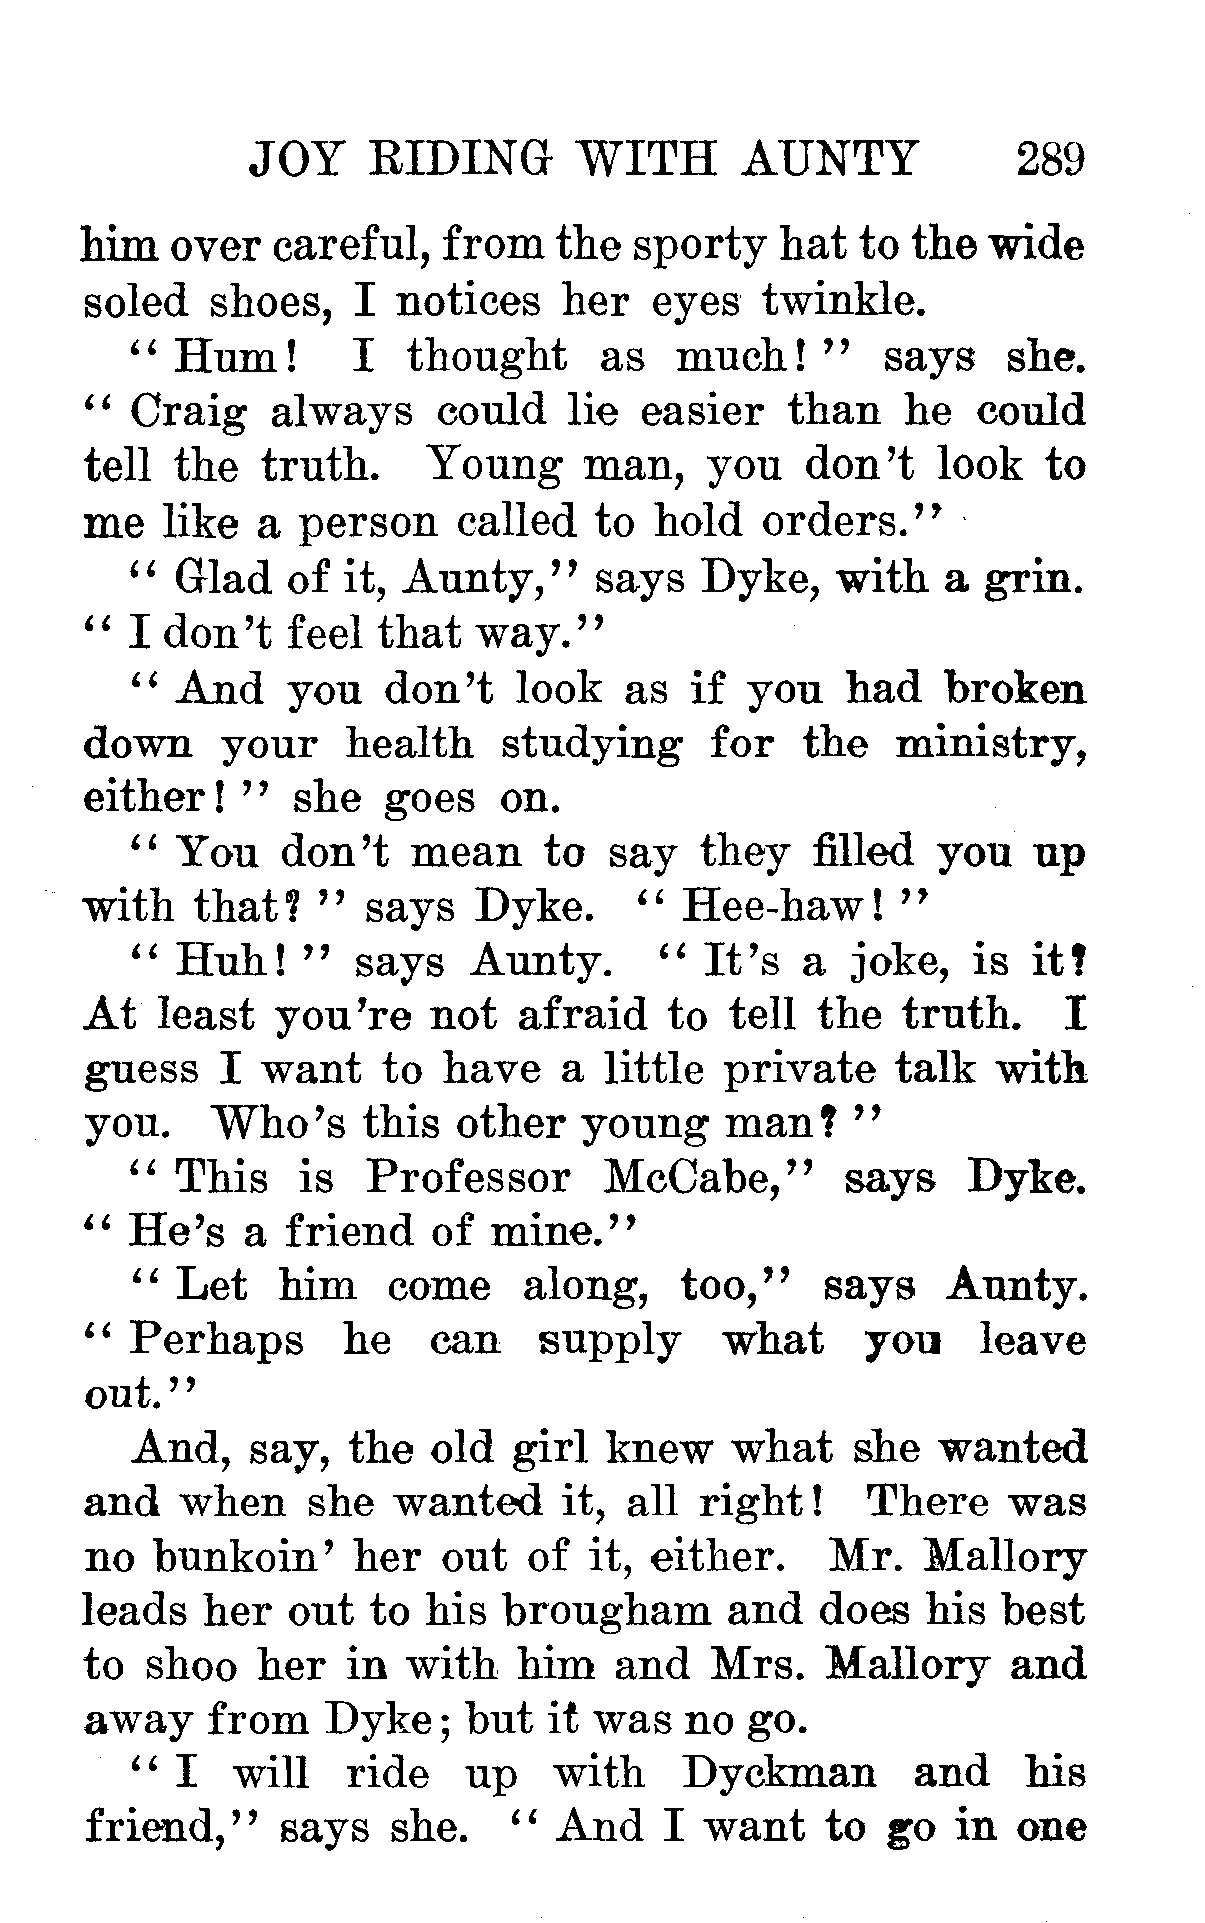 JOY RIDING WITH AUNTY 289
him over careful, from the sporty hat to the wide
soled shoes, I notices her eyes twinkle.
“ Hum! I thought as much! ” says she.
“ Craig always could lie easier than he could
tell the truth. Young man, you don’t look to
me like a person called to hold orders.”
“ Glad of it, Aunty,” says Dyke, with a grin.
“ I don’t feel that way.”
“ And you don’t look as if you had broken
down your health studying for the ministry,
either! ” she goes on.
“ You don’t mean to say they filled you up
with that? ” says Dyke. “ Hee-haw! ”
“ Huh! ” says Aunty. “ It’s a joke, is it?
At least you’re not afraid to tell the truth. I
guess I want to have a little private talk with
you. Who’s this other young man? ”
“ This is Professor McCabe,” says Dyke.
“ He’s a friend of mine.”
“ Let him come along, too,” says Aunty.
“ Perhaps he can supply what you leave
out.”
And, say, the old girl knew what she wanted
and when she wanted it, all right! There was
no bunkoin’ her out of it, either. Mr. Mallory
leads her out to his brougham and does his best
to shoo her in with him and Mrs. Mallory and
away from Dyke; but it was no go.
“ I will ride up with Dyckman and his
friend,” says she. “ And I want to go in one